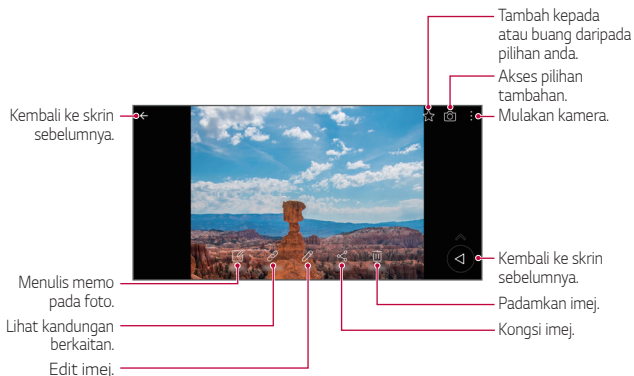 Tambah kepada
atau buang daripada
pilihan anda.
Akses pilihan
tambahan.
Mulakan kamera.
Kembali ke skrin
sebelumnya.
Kembali ke skrin
sebelumnya.
Menulis memo
pada foto.
Padamkan imej.
Lihat kandungan
berkaitan.
Kongsi imej.
Edit imej.